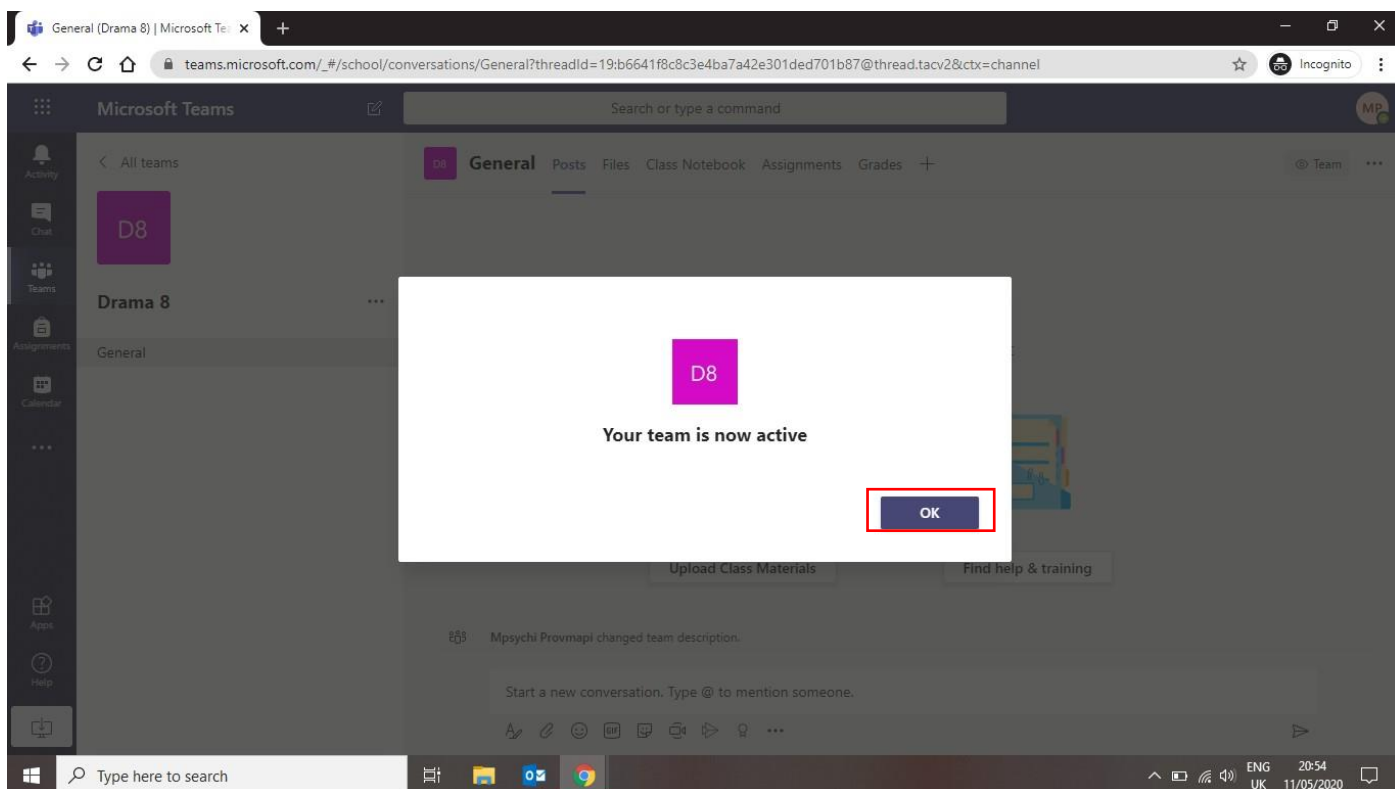 General (Drama 8) | Microsoft Te
teams.microsoft.com/_#/school/conversations/General?threadId=19:b6641f8c8c3e4ba7a42e301ded701b87@thread.tacv2&ctx=channel
Incognito
Microsoft Teams
Search or type a command
MP
Activity
All teams
D8
General Posts Files Class Notebook Assignments Grades
Team
Chat
D8
Teams
Drama 8
Assignments
General
Calendar
D8
Your team is now active
OK
Upload Class Materials
Find help & training
Apps
Mpsychi Provmapi changed team description.
Help
Start a new conversation. Type @ to mention someone.
GIF
Type here to search
ENG
UK
20:54
11/05/2020